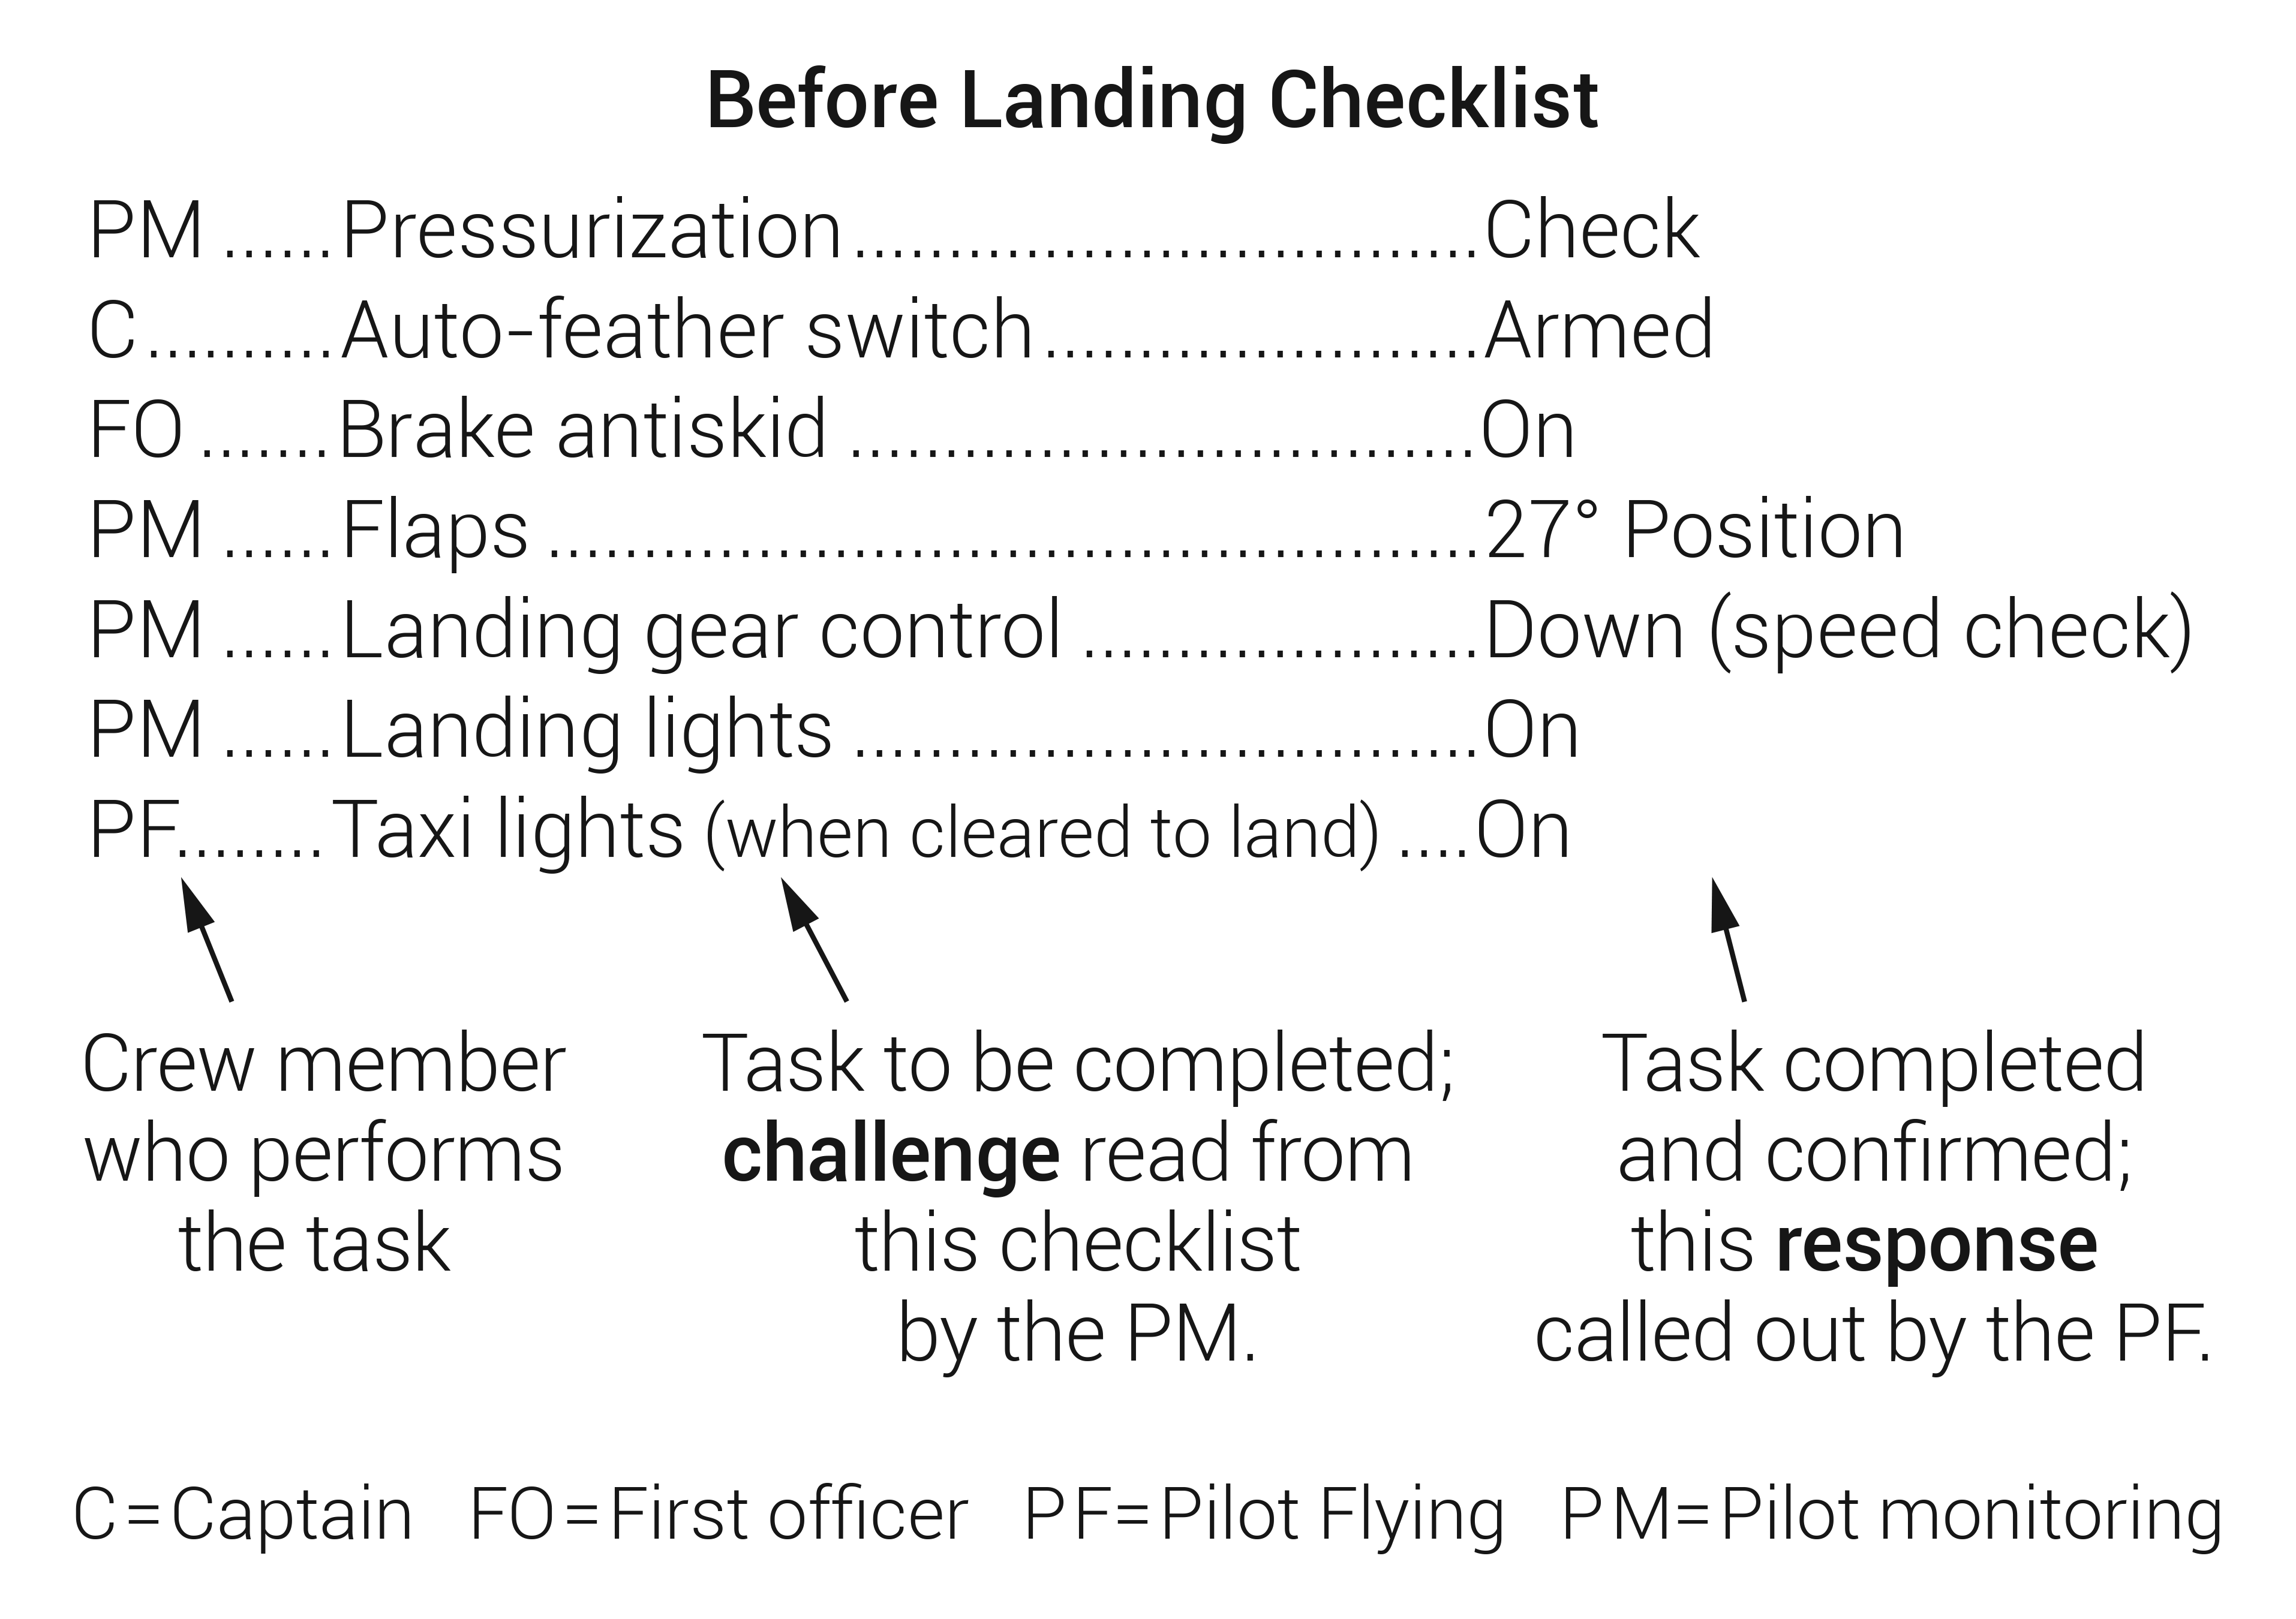 Before Landing Checklist
PM ...... Pressurization ................................. Check
C .......... Auto-feather switch ....................... Armed
FO ....... Brake antiskid ................................. On
PM ...... Flaps ................................................. 27° Position
PM ...... Landing gear control ..................... Down (speed check)
PM ...... Landing lights ................................. On
PF ........ Taxi lights (when cleared to land) .... On
Crew member
who performs
the task
Task to be completed;
challenge read from
this checklist
by the PM.
Task completed
and confirmed;
this response
called out by the PF.
C=Captain FO=First officer PF=Pilot Flying PM=Pilot monitoring